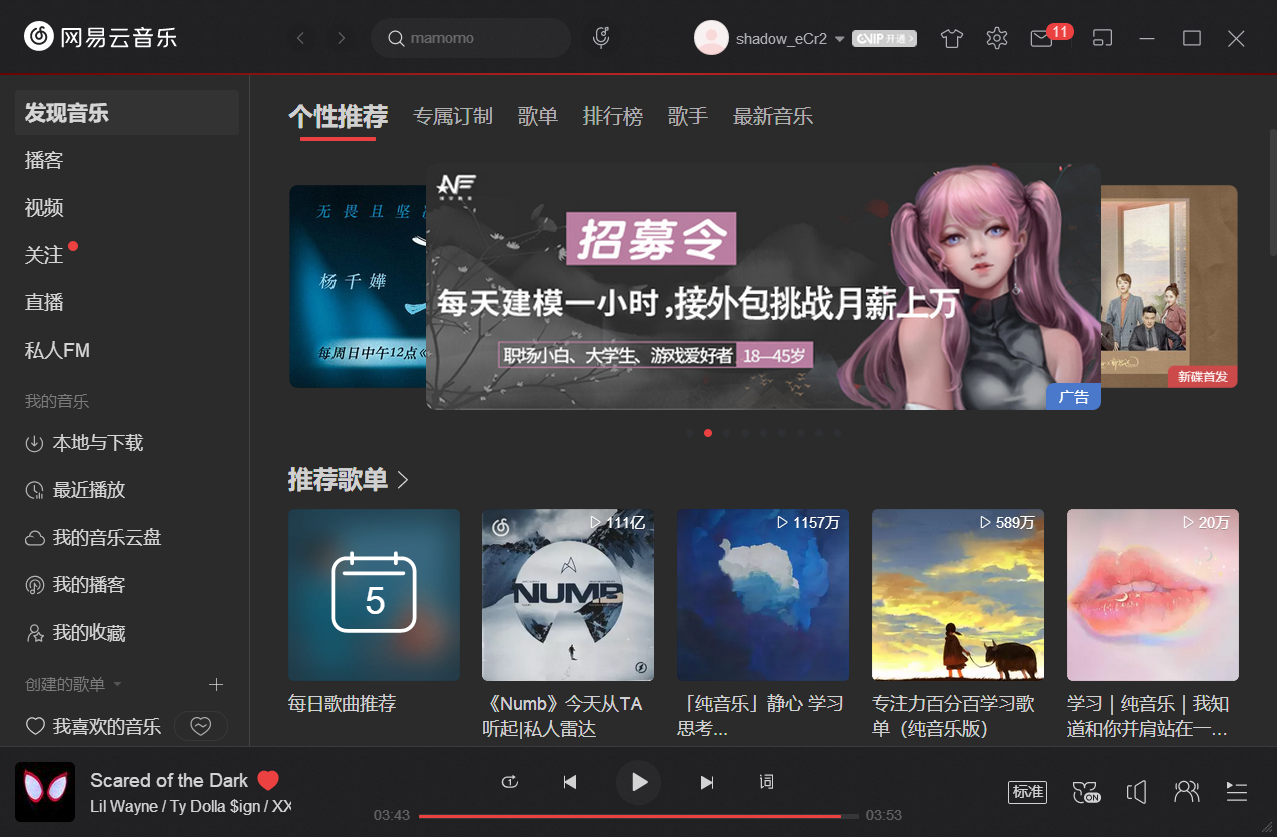 网易云音乐
mamomo
shadow_eCr2
VIP 开通
11
发现音乐
播客
视频
关注
直播
私人FM
我的音乐
本地与下载
最近播放
我的音乐云盘
我的播客
我的收藏
创建的歌单
我喜欢的音乐
个性推荐 专属订制 歌单 排行榜 歌手 最新音乐
无畏且坚
杨千嬅
每周日中午12点
NF
招募令
每天建模一小时,接外包挑战月薪上万
职场小白、大学生、游戏爱好者 18—45岁
广告
新碟首发
推荐歌单
5
每日歌曲推荐
111亿
NUMB
《Numb》今天从TA
听起|私人雷达
1157万
「纯音乐」静心 学习
思考...
589万
专注力百分百学习歌
单（纯音乐版）
20万
学习｜纯音乐｜我知
道和你并肩站在一...
Scared of the Dark
Lil Wayne / Ty Dolla $ign / XX
词
03:43
03:53
标准
ON